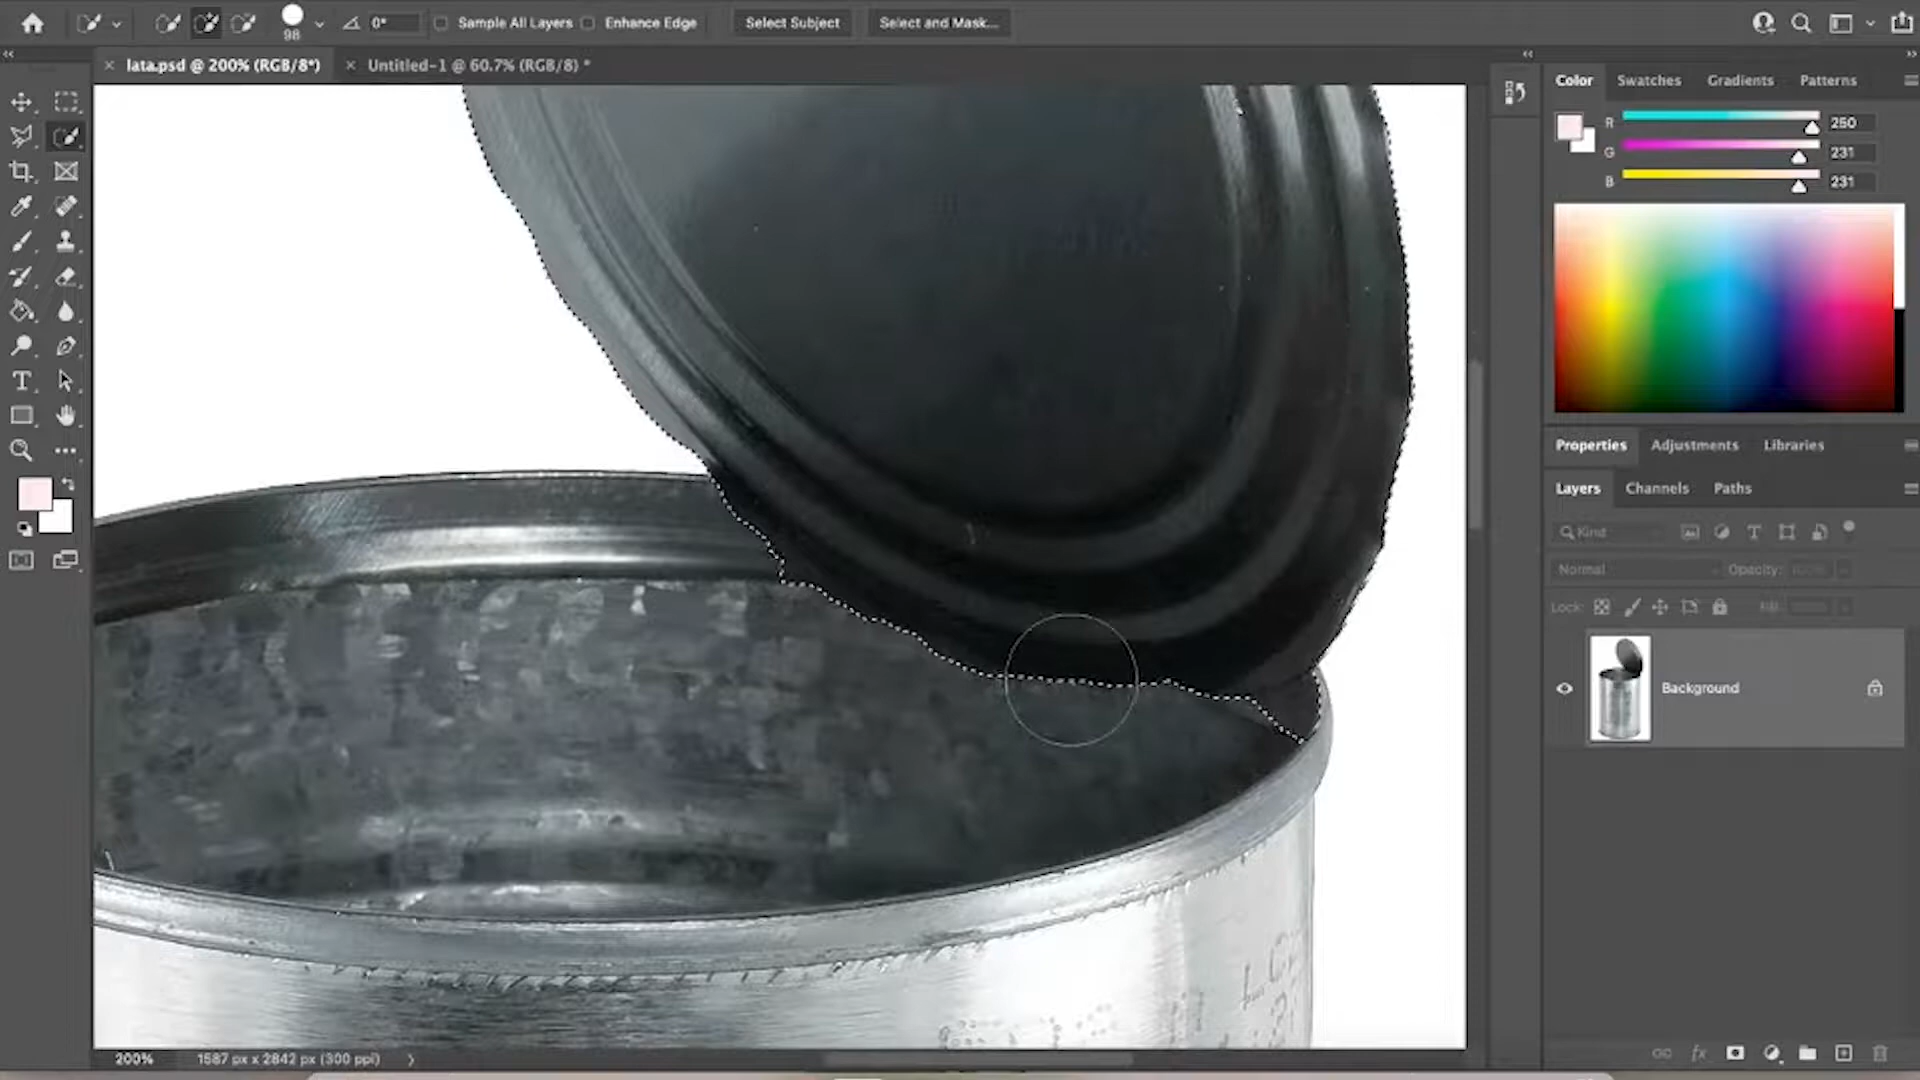 98
0°
Sample All Layers
Enhance Edge
Select Subject
Select and Mask...
lata.psd @ 200% (RGB/8*)
Untitled-1 @ 60.7% (RGB/8) *
Color
Swatches
Gradients
Patterns
R
250
G
231
B
231
Properties
Adjustments
Libraries
Layers
Channels
Paths
Kind
Normal
Opacity:
100%
Lock:
Fill:
Background
fx
200%
1587 px x 2842 px (300 ppi)